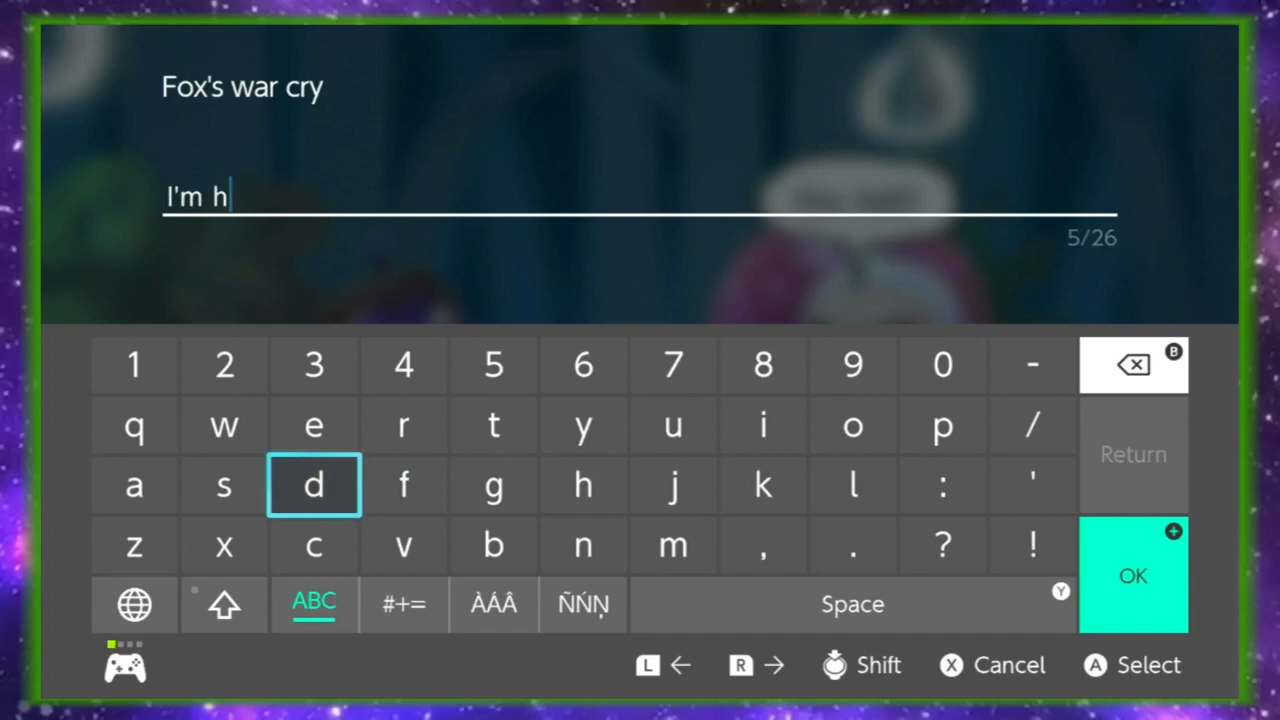 Fox's war cry
I'm h
5/26
1 2 3 4 5 6 7 8 9 0 - B
q w e r t y u i o p /
Return
a s d f g h j k l : '
z x c v b n m , . ? !
OK
ABC #+= ÀÁÂ ÑŃŅ Space Y
L ← R → Shift X Cancel A Select